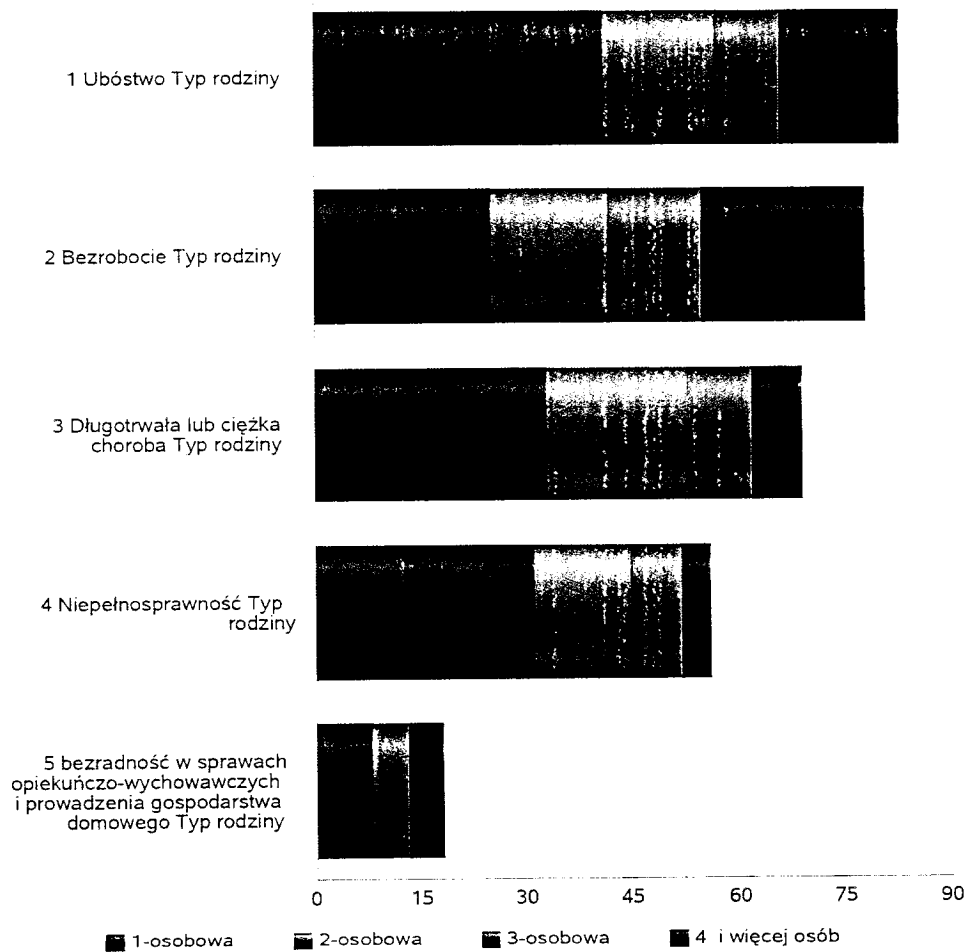 1 Ubóstwo Typ rodziny
2 Bezrobocie Typ rodziny
3 Długotrwała lub ciężka
choroba Typ rodziny
4 Niepełnosprawność Typ
rodziny
5 bezradność w sprawach
opiekuńczo-wychowawczych
i prowadzenia gospodarstwa
domowego Typ rodziny
0 15 30 45 60 75 90
1-osobowa 2-osobowa 3-osobowa 4 i więcej osób